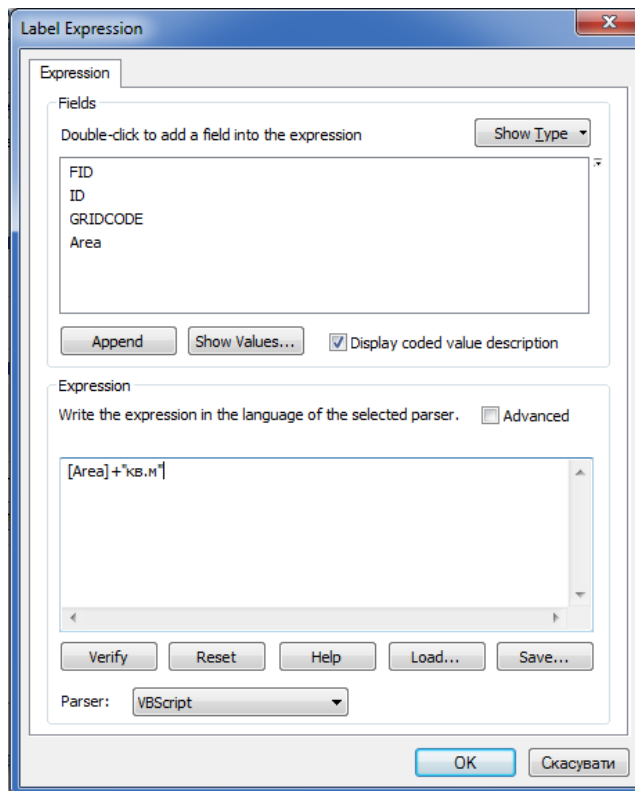 Label Expression
Expression
Fields
Double-click to add a field into the expression
Show Type
FID
ID
GRIDCODE
Area
Append
Show Values...
Display coded value description
Expression
Write the expression in the language of the selected parser.
Advanced
[Area]+"кв.м"
Verify
Reset
Help
Load...
Save...
Parser:
VBScript
OK
Скасувати